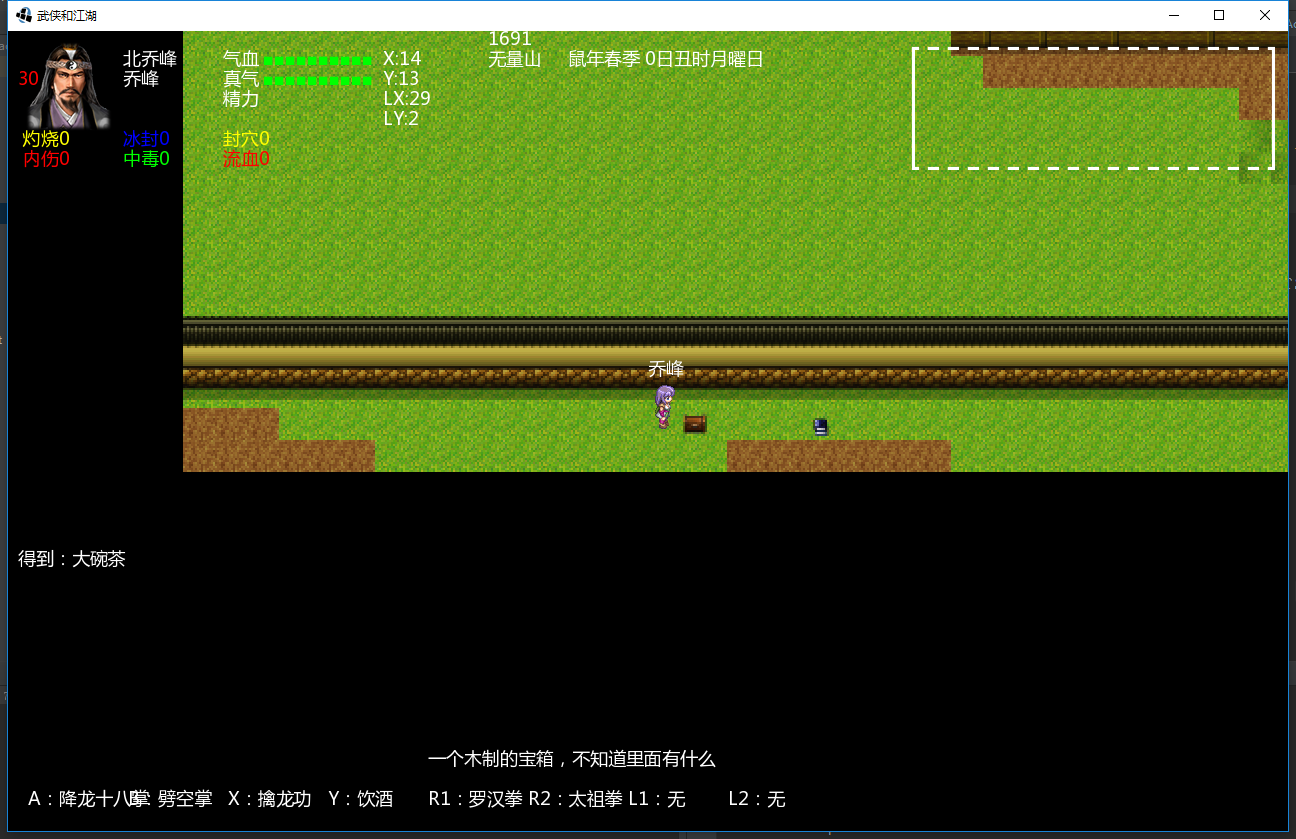 武侠和江湖
1691
北乔峰 气血 X:14 无量山 鼠年春季 0日丑时月曜日
30 乔峰 真气 Y:13
精力 LX:29
LY:2
灼烧0 冰封0 封穴0
内伤0 中毒0 流血0
乔峰
得到：大碗茶
一个木制的宝箱，不知道里面有什么
A：降龙十八掌 B：劈空掌 X：擒龙功 Y：饮酒 R1：罗汉拳 R2：太祖拳 L1：无 L2：无